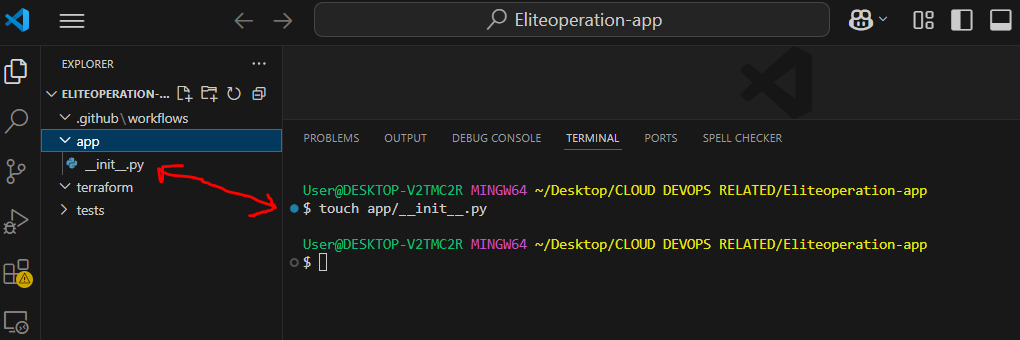 Eliteoperation-app
EXPLORER
ELITEOPERATION-...
.github\workflows
app
__init__.py
terraform
tests
PROBLEMS OUTPUT DEBUG CONSOLE TERMINAL PORTS SPELL CHECKER
User@DESKTOP-V2TMC2R MINGW64 ~/Desktop/CLOUD DEVOPS RELATED/Eliteoperation-app
$ touch app/__init__.py
User@DESKTOP-V2TMC2R MINGW64 ~/Desktop/CLOUD DEVOPS RELATED/Eliteoperation-app
$